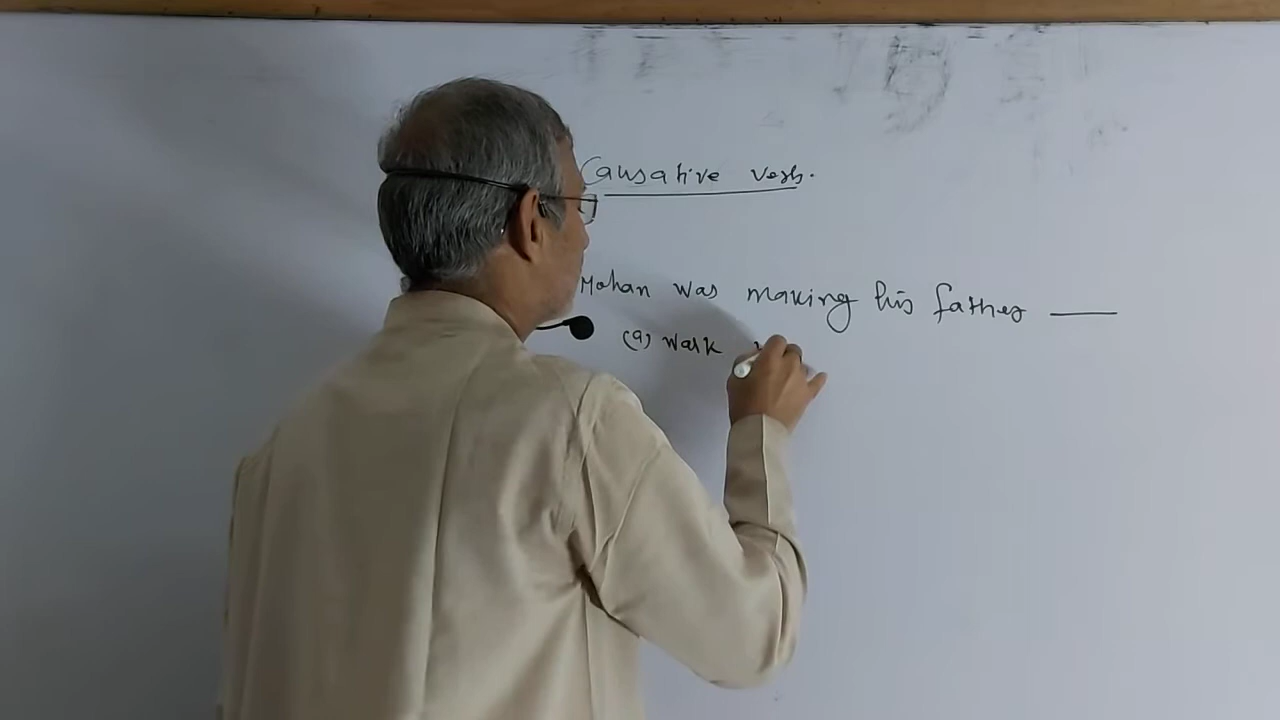 Causative verb.
Mohan was making his father ____
(a) walk